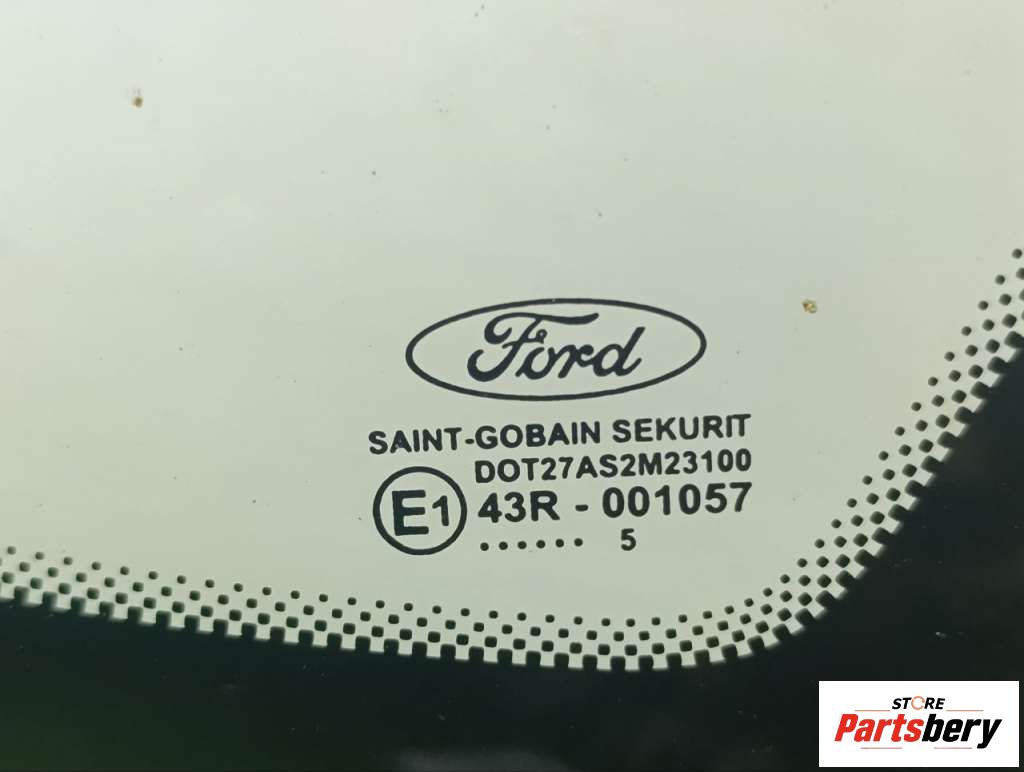 Ford
SAINT-GOBAIN SEKURIT
DOT27AS2M23100
E1 43R - 001057
...... 5
STORE
Partsbery